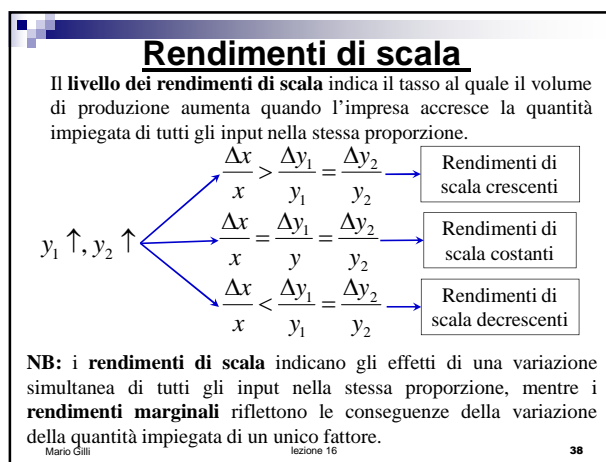 Rendimenti di scala
Il livello dei rendimenti di scala indica il tasso al quale il volume
di produzione aumenta quando l'impresa accresce la quantità
impiegata di tutti gli input nella stessa proporzione.
Δx/x > Δy₁/y₁ = Δy₂/y₂
Rendimenti di
scala crescenti
y₁ ↑, y₂ ↑
Δx/x = Δy₁/y = Δy₂/y₂
Rendimenti di
scala costanti
Δx/x < Δy₁/y₁ = Δy₂/y₂
Rendimenti di
scala decrescenti
NB: i rendimenti di scala indicano gli effetti di una variazione
simultanea di tutti gli input nella stessa proporzione, mentre i
rendimenti marginali riflettono le conseguenze della variazione
della quantità impiegata di un unico fattore.
Mario Gilli lezione 16 38